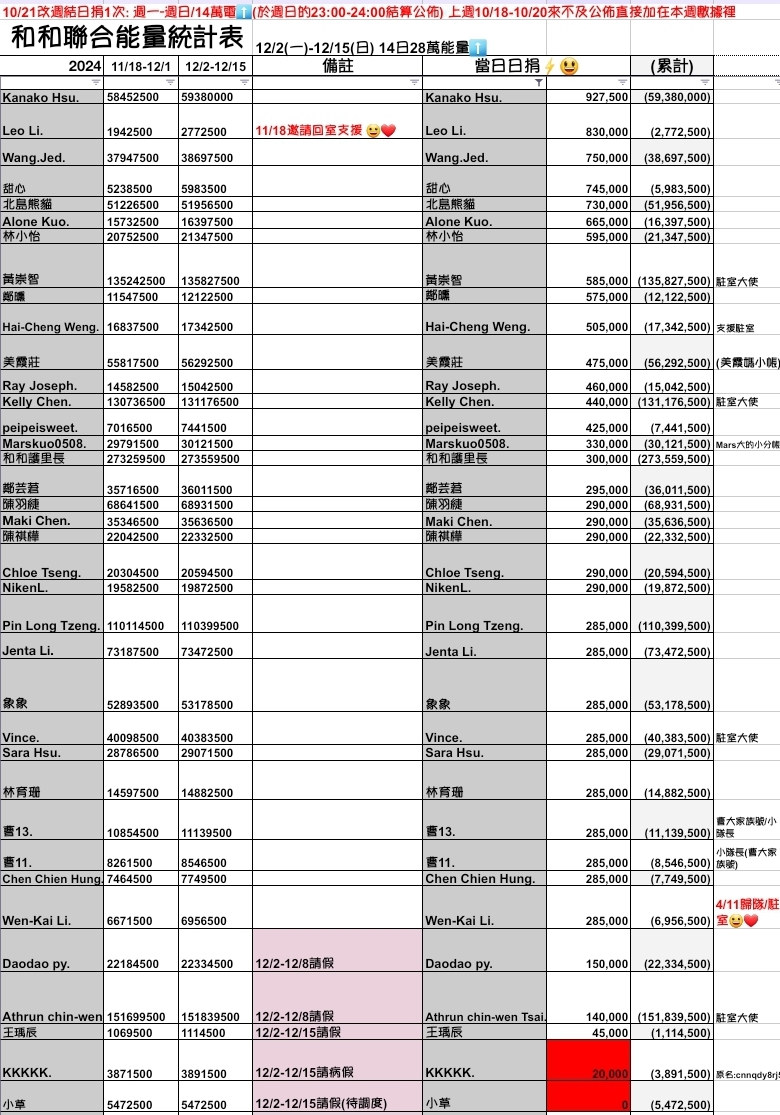 10/21改週結日捐1次: 週一-週日/14萬電⬆️(於週日的23:00-24:00結算公佈) 上週10/18-10/20來不及公佈直接加在本週數據裡
和和聯合能量統計表 12/2(一)-12/15(日) 14日28萬能量⬆️
2024 11/18-12/1 12/2-12/15 備註 當日日捐⚡😃 (累計)
Kanako Hsu. 58452500 59380000 Kanako Hsu. 927,500 (59,380,000)
Leo Li. 1942500 2772500 11/18邀請回室支援 😀❤️ Leo Li. 830,000 (2,772,500)
Wang.Jed. 37947500 38697500 Wang.Jed. 750,000 (38,697,500)
甜心 5238500 5983500 甜心 745,000 (5,983,500)
北島熊貓 51226500 51956500 北島熊貓 730,000 (51,956,500)
Alone Kuo. 15732500 16397500 Alone Kuo. 665,000 (16,397,500)
林小怡 20752500 21347500 林小怡 595,000 (21,347,500)
黃崇智 135242500 135827500 黃崇智 585,000 (135,827,500) 駐室大使
11547500 12122500 575,000 (12,122,500)
Hai-Cheng Weng. 16837500 17342500 Hai-Cheng Weng. 505,000 (17,342,500) 支援駐室
美霞莊 55817500 56292500 美霞莊 475,000 (56,292,500) (美霞媽小帳)
Ray Joseph. 14582500 15042500 Ray Joseph. 460,000 (15,042,500)
Kelly Chen. 130736500 131176500 Kelly Chen. 440,000 (131,176,500) 駐室大使
peipeisweet. 7016500 7441500 peipeisweet. 425,000 (7,441,500)
Marskuo0508. 29791500 30121500 Marskuo0508. 330,000 (30,121,500) Mars大的小分帳
和和護里長 273259500 273559500 和和護里長 300,000 (273,559,500)
鄭芸莙 35716500 36011500 鄭芸莙 295,000 (36,011,500)
陳羽緁 68641500 68931500 陳羽緁 290,000 (68,931,500)
Maki Chen. 35346500 35636500 Maki Chen. 290,000 (35,636,500)
陳祺樺 22042500 22332500 陳祺樺 290,000 (22,332,500)
Chloe Tseng. 20304500 20594500 Chloe Tseng. 290,000 (20,594,500)
NikenL. 19582500 19872500 NikenL. 290,000 (19,872,500)
Pin Long Tzeng. 110114500 110399500 Pin Long Tzeng. 285,000 (110,399,500)
Jenta Li. 73187500 73472500 Jenta Li. 285,000 (73,472,500)
象象 52893500 53178500 象象 285,000 (53,178,500)
Vince. 40098500 40383500 Vince. 285,000 (40,383,500) 駐室大使
Sara Hsu. 28786500 29071500 Sara Hsu. 285,000 (29,071,500)
林育珊 14597500 14882500 林育珊 285,000 (14,882,500)
曹13. 10854500 11139500 曹13. 285,000 (11,139,500) 曹大家族號/小隊長
曹11. 8261500 8546500 曹11. 285,000 (8,546,500) 小隊長(曹大家族號)
Chen Chien Hung. 7464500 7749500 Chen Chien Hung. 285,000 (7,749,500)
Wen-Kai Li. 6671500 6956500 Wen-Kai Li. 285,000 (6,956,500) 4/11歸隊/駐室😀❤️
Daodao py. 22184500 22334500 12/2-12/8請假 Daodao py. 150,000 (22,334,500)
Athrun chin-wen 151699500 151839500 12/2-12/8請假 Athrun chin-wen Tsai. 140,000 (151,839,500) 駐室大使
王瑀辰 1069500 1114500 12/2-12/15請假 王瑀辰 45,000 (1,114,500)
KKKKK. 3871500 3891500 12/2-12/15請病假 KKKKK. 20,000 (3,891,500) 原名:cnnqdy8rj5
小草 5472500 5472500 12/2-12/15請假(待調度) 小草 0 (5,472,500)